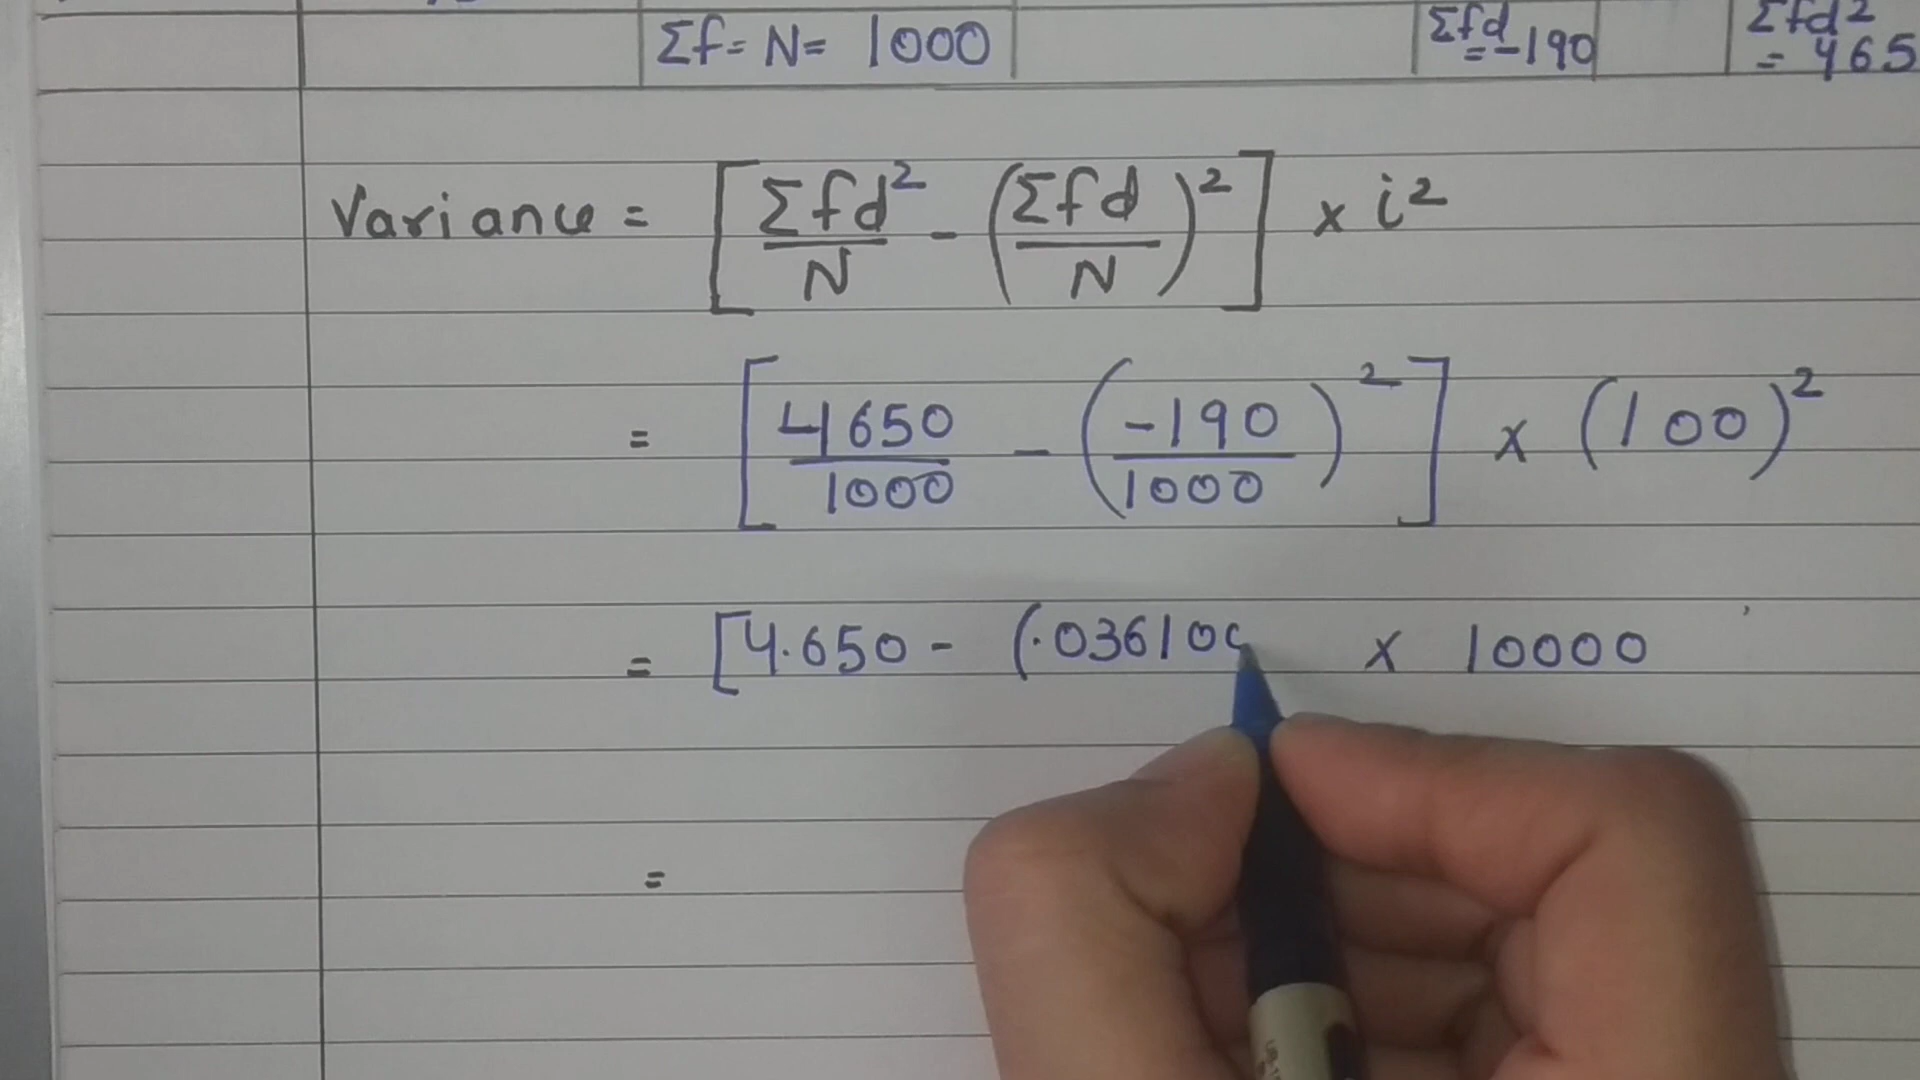 Σf = N = 1000 Σfd = -190 Σfd² = 465
Variance = [Σfd²/N - (Σfd/N)²] × i²
= [4650/1000 - (-190/1000)²] × (100)²
= [4.650 - (.036100 × 10000
=